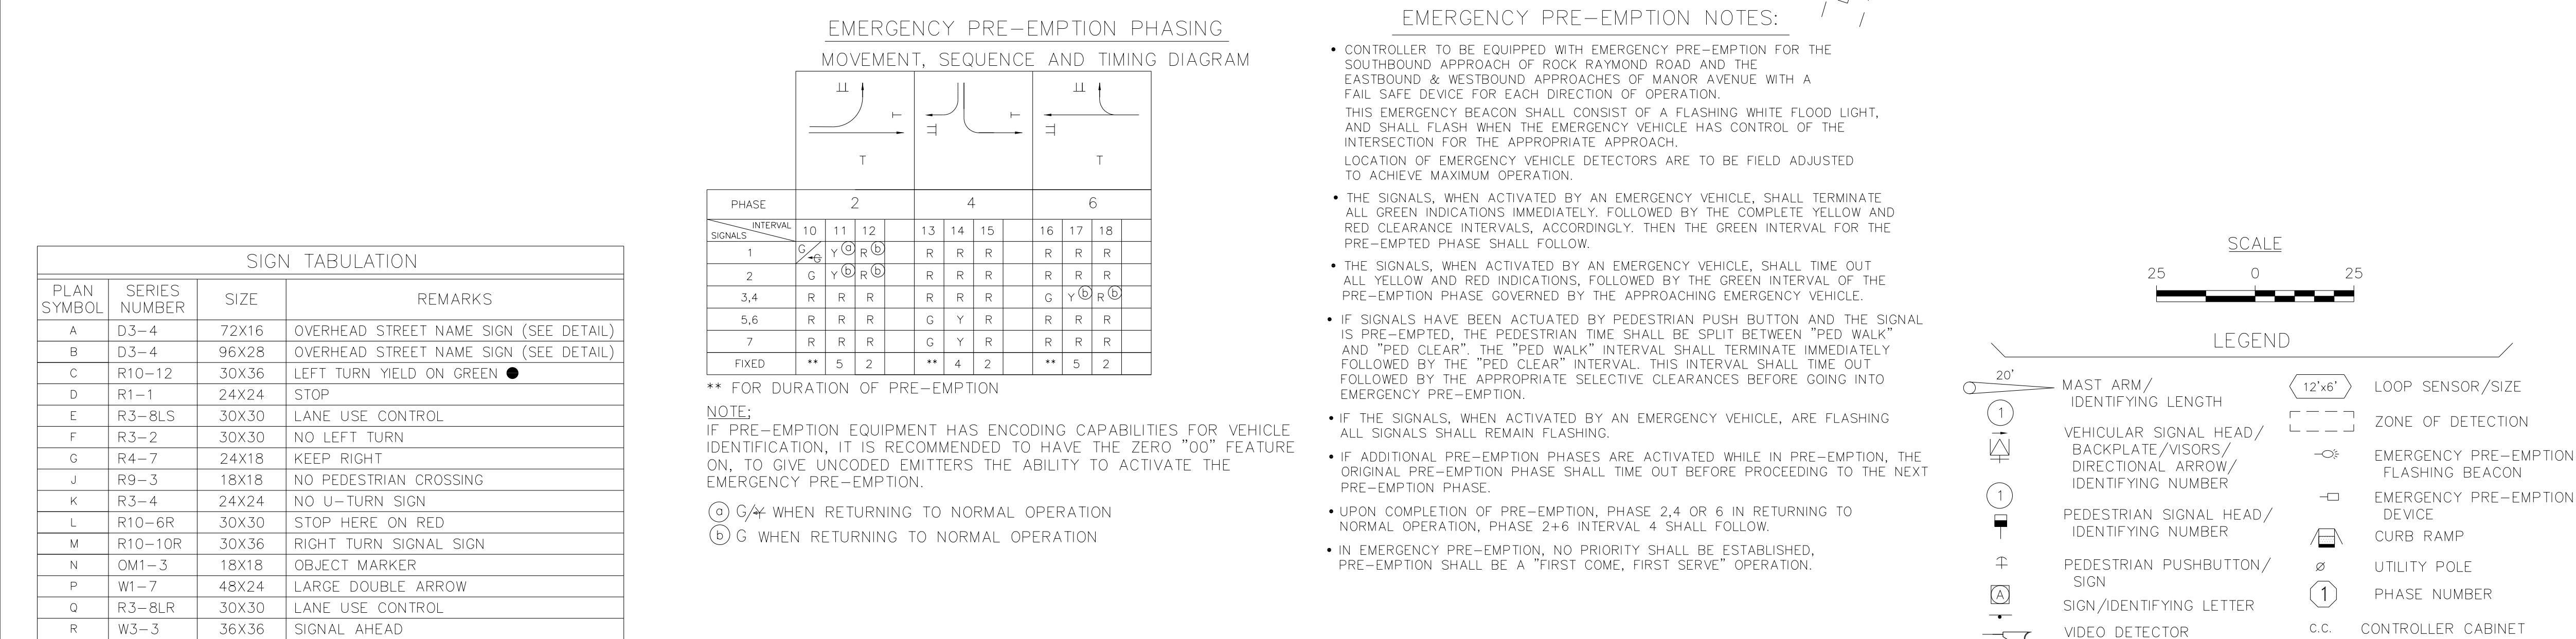 SIGN TABULATION
PLAN SYMBOL SERIES NUMBER SIZE REMARKS
A D3-4 72X16 OVERHEAD STREET NAME SIGN (SEE DETAIL)
B D3-4 96X28 OVERHEAD STREET NAME SIGN (SEE DETAIL)
C R10-12 30X36 LEFT TURN YIELD ON GREEN ●
D R1-1 24X24 STOP
E R3-8LS 30X30 LANE USE CONTROL
F R3-2 30X30 NO LEFT TURN
G R4-7 24X18 KEEP RIGHT
J R9-3 18X18 NO PEDESTRIAN CROSSING
K R3-4 24X24 NO U-TURN SIGN
L R10-6R 30X30 STOP HERE ON RED
M R10-10R 30X36 RIGHT TURN SIGNAL SIGN
N OM1-3 18X18 OBJECT MARKER
P W1-7 48X24 LARGE DOUBLE ARROW
Q R3-8LR 30X30 LANE USE CONTROL
R W3-3 36X36 SIGNAL AHEAD
EMERGENCY PRE-EMPTION PHASING
MOVEMENT, SEQUENCE AND TIMING DIAGRAM
PHASE 2 4 6
INTERVAL
SIGNALS
10 11 12 13 14 15 16 17 18
1 G/G Y (a) R (b) R R R R R R
2 G Y (b) R (b) R R R R R R
3,4 R R R R R R G Y (b) R (b)
5,6 R R R G Y R R R R
7 R R R G Y R R R R
FIXED ** 5 2 ** 4 2 ** 5 2
** FOR DURATION OF PRE-EMPTION
NOTE;
IF PRE-EMPTION EQUIPMENT HAS ENCODING CAPABILITIES FOR VEHICLE
IDENTIFICATION, IT IS RECOMMENDED TO HAVE THE ZERO "00" FEATURE
ON, TO GIVE UNCODED EMITTERS THE ABILITY TO ACTIVATE THE
EMERGENCY PRE-EMPTION.
(a) G/ WHEN RETURNING TO NORMAL OPERATION
(b) G WHEN RETURNING TO NORMAL OPERATION
EMERGENCY PRE-EMPTION NOTES:
• CONTROLLER TO BE EQUIPPED WITH EMERGENCY PRE-EMPTION FOR THE
SOUTHBOUND APPROACH OF ROCK RAYMOND ROAD AND THE
EASTBOUND & WESTBOUND APPROACHES OF MANOR AVENUE WITH A
FAIL SAFE DEVICE FOR EACH DIRECTION OF OPERATION.
THIS EMERGENCY BEACON SHALL CONSIST OF A FLASHING WHITE FLOOD LIGHT,
AND SHALL FLASH WHEN THE EMERGENCY VEHICLE HAS CONTROL OF THE
INTERSECTION FOR THE APPROPRIATE APPROACH.
LOCATION OF EMERGENCY VEHICLE DETECTORS ARE TO BE FIELD ADJUSTED
TO ACHIEVE MAXIMUM OPERATION.
• THE SIGNALS, WHEN ACTIVATED BY AN EMERGENCY VEHICLE, SHALL TERMINATE
ALL GREEN INDICATIONS IMMEDIATELY. FOLLOWED BY THE COMPLETE YELLOW AND
RED CLEARANCE INTERVALS, ACCORDINGLY. THEN THE GREEN INTERVAL FOR THE
PRE-EMPTED PHASE SHALL FOLLOW.
• THE SIGNALS, WHEN ACTIVATED BY AN EMERGENCY VEHICLE, SHALL TIME OUT
ALL YELLOW AND RED INDICATIONS, FOLLOWED BY THE GREEN INTERVAL OF THE
PRE-EMPTION PHASE GOVERNED BY THE APPROACHING EMERGENCY VEHICLE.
• IF SIGNALS HAVE BEEN ACTUATED BY PEDESTRIAN PUSH BUTTON AND THE SIGNAL
IS PRE-EMPTED, THE PEDESTRIAN TIME SHALL BE SPLIT BETWEEN "PED WALK"
AND "PED CLEAR". THE "PED WALK" INTERVAL SHALL TERMINATE IMMEDIATELY
FOLLOWED BY THE "PED CLEAR" INTERVAL. THIS INTERVAL SHALL TIME OUT
FOLLOWED BY THE APPROPRIATE SELECTIVE CLEARANCES BEFORE GOING INTO
EMERGENCY PRE-EMPTION.
• IF THE SIGNALS, WHEN ACTIVATED BY AN EMERGENCY VEHICLE, ARE FLASHING
ALL SIGNALS SHALL REMAIN FLASHING.
• IF ADDITIONAL PRE-EMPTION PHASES ARE ACTIVATED WHILE IN PRE-EMPTION, THE
ORIGINAL PRE-EMPTION PHASE SHALL TIME OUT BEFORE PROCEEDING TO THE NEXT
PRE-EMPTION PHASE.
• UPON COMPLETION OF PRE-EMPTION, PHASE 2,4 OR 6 IN RETURNING TO
NORMAL OPERATION, PHASE 2+6 INTERVAL 4 SHALL FOLLOW.
• IN EMERGENCY PRE-EMPTION, NO PRIORITY SHALL BE ESTABLISHED,
PRE-EMPTION SHALL BE A "FIRST COME, FIRST SERVE" OPERATION.
SCALE
25 0 25
LEGEND
20'
MAST ARM/
IDENTIFYING LENGTH
1
VEHICULAR SIGNAL HEAD/
BACKPLATE/VISORS/
DIRECTIONAL ARROW/
IDENTIFYING NUMBER
1
PEDESTRIAN SIGNAL HEAD/
IDENTIFYING NUMBER
PEDESTRIAN PUSHBUTTON/
SIGN
A SIGN/IDENTIFYING LETTER
VIDEO DETECTOR
12'x6' LOOP SENSOR/SIZE
ZONE OF DETECTION
EMERGENCY PRE-EMPTION
FLASHING BEACON
EMERGENCY PRE-EMPTION
DEVICE
CURB RAMP
UTILITY POLE
1 PHASE NUMBER
C.C. CONTROLLER CABINET